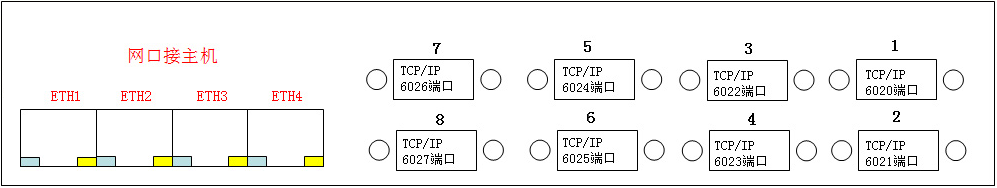 网口接主机
ETH1 ETH2 ETH3 ETH4
7 5 3 1
TCP/IP
6026端口
TCP/IP
6024端口
TCP/IP
6022端口
TCP/IP
6020端口
8 6 4 2
TCP/IP
6027端口
TCP/IP
6025端口
TCP/IP
6023端口
TCP/IP
6021端口